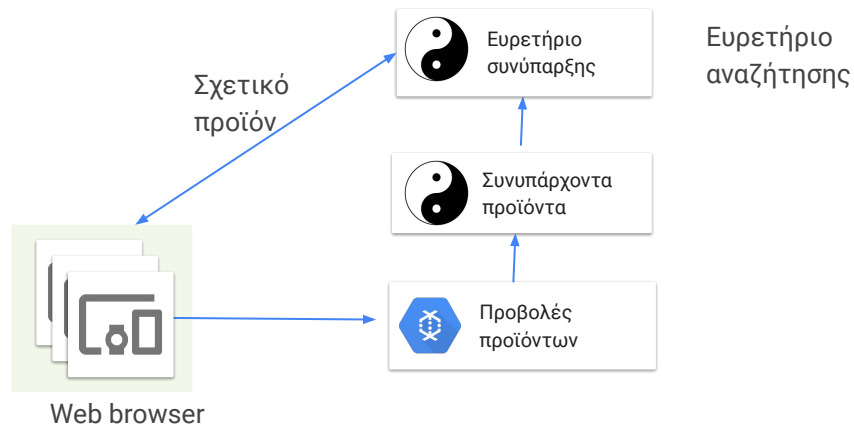 Ευρετήριο
συνύπαρξης
Ευρετήριο
αναζήτησης
Σχετικό
προϊόν
Συνυπάρχοντα
προϊόντα
Προβολές
προϊόντων
Web browser